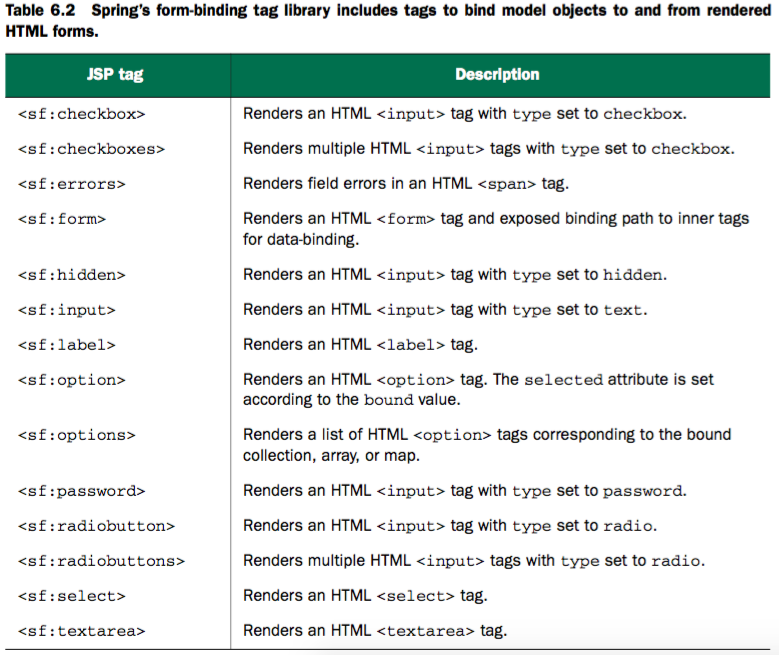 Table 6.2 Spring's form-binding tag library includes tags to bind model objects to and from rendered
HTML forms.
JSP tag Description
<sf:checkbox> Renders an HTML <input> tag with type set to checkbox.
<sf:checkboxes> Renders multiple HTML <input> tags with type set to checkbox.
<sf:errors> Renders field errors in an HTML <span> tag.
<sf:form> Renders an HTML <form> tag and exposed binding path to inner tags
for data-binding.
<sf:hidden> Renders an HTML <input> tag with type set to hidden.
<sf:input> Renders an HTML <input> tag with type set to text.
<sf:label> Renders an HTML <label> tag.
<sf:option> Renders an HTML <option> tag. The selected attribute is set
according to the bound value.
<sf:options> Renders a list of HTML <option> tags corresponding to the bound
collection, array, or map.
<sf:password> Renders an HTML <input> tag with type set to password.
<sf:radiobutton> Renders an HTML <input> tag with type set to radio.
<sf:radiobuttons> Renders multiple HTML <input> tags with type set to radio.
<sf:select> Renders an HTML <select> tag.
<sf:textarea> Renders an HTML <textarea> tag.